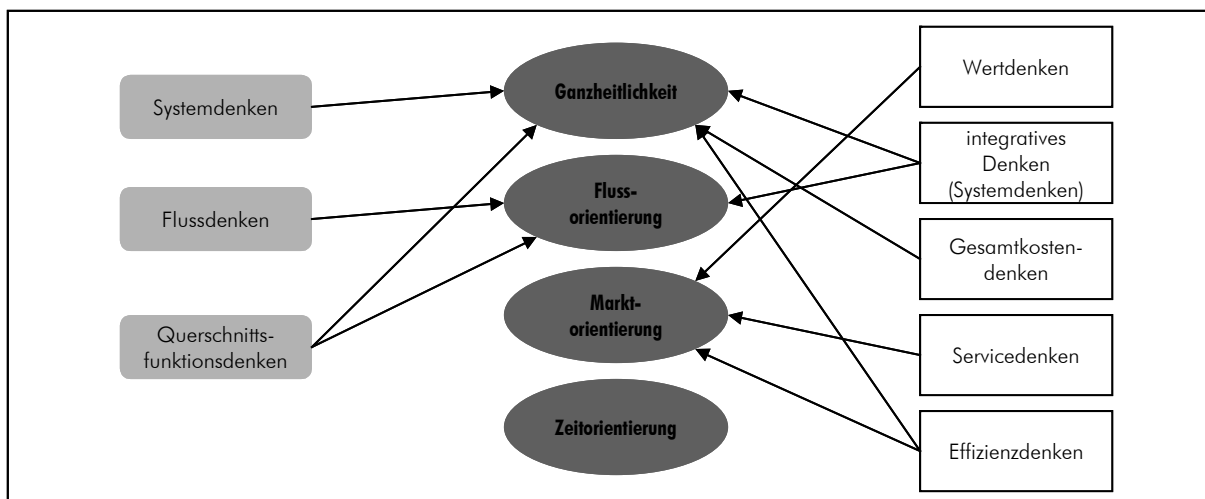 Systemdenken
Flussdenken
Querschnitts-
funktionsdenken
Ganzheitlichkeit
Fluss-
orientierung
Markt-
orientierung
Zeitorientierung
Wertdenken
integratives
Denken
(Systemdenken)
Gesamtkosten-
denken
Servicedenken
Effizienzdenken